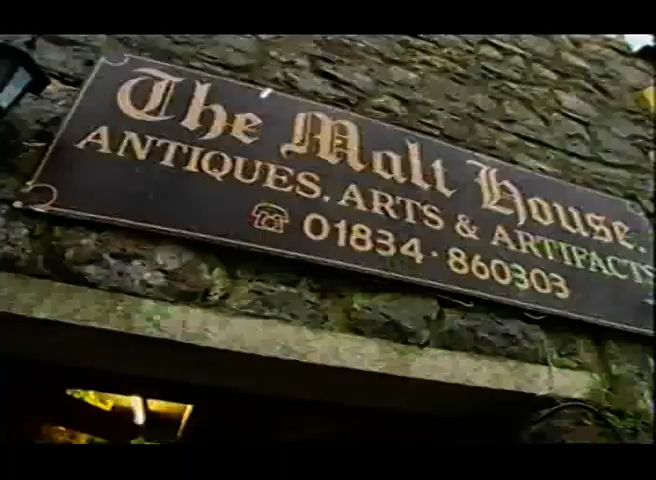 The Malt House.
ANTIQUES. ARTS & ARTIFACTS
☎ 01834 · 860303